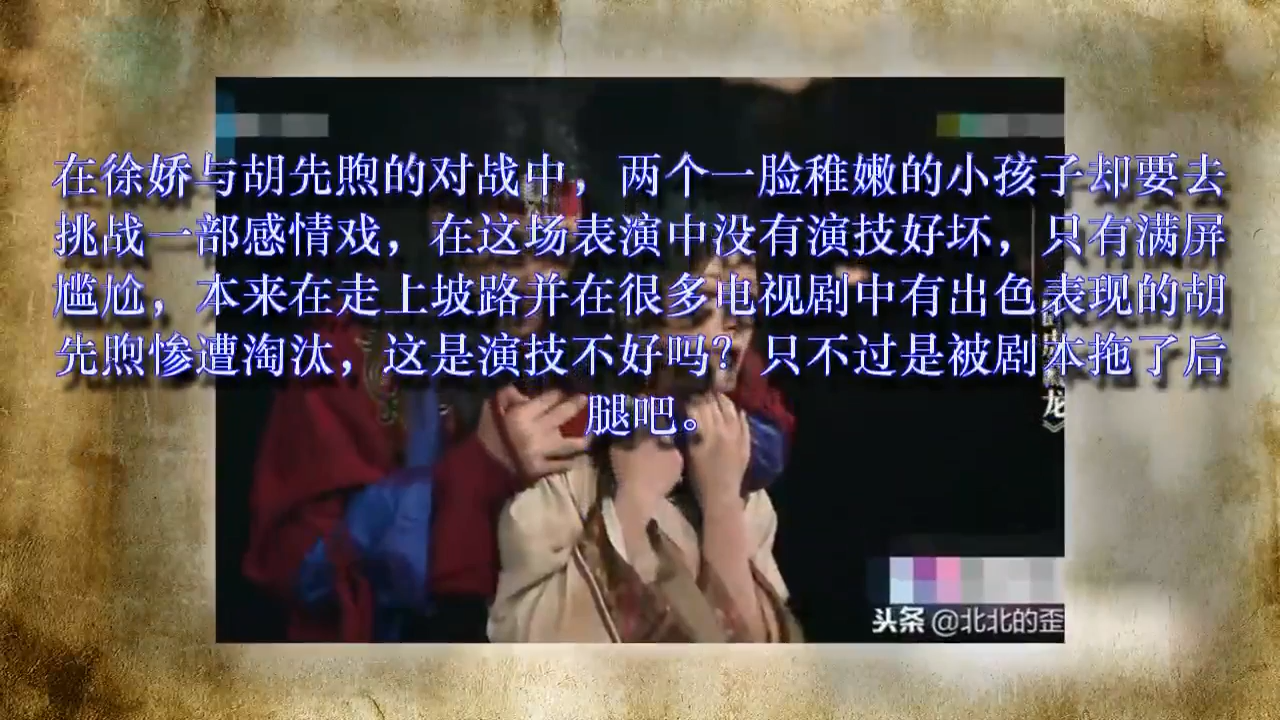 在徐娇与胡先煦的对战中，两个一脸稚嫩的小孩子却要去
挑战一部感情戏，在这场表演中没有演技好坏，只有满屏
尴尬，本来在走上坡路并在很多电视剧中有出色表现的胡
先煦惨遭淘汰，这是演技不好吗？只不过是被剧本拖了后
腿吧。
龙》
头条 @北北的歪